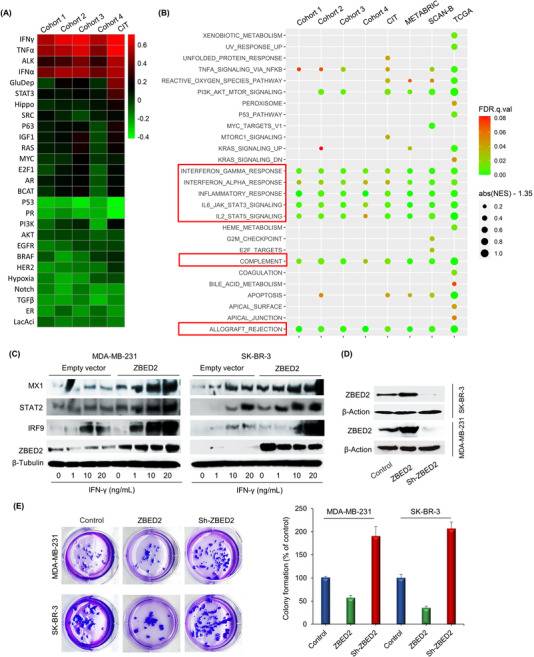 (A)
Cohort 1
Cohort 2
Cohort 3
Cohort 4
CIT
IFNγ
TNFα
ALK
IFNα
GluDep
STAT3
Hippo
SRC
P63
IGF1
RAS
MYC
E2F1
AR
BCAT
P53
PR
PI3K
AKT
EGFR
BRAF
HER2
Hypoxia
Notch
TGFβ
ER
LacAci
0.6
0.4
0.2
0
-0.2
-0.4
(B)
Cohort 1
Cohort 2
Cohort 3
Cohort 4
CIT
METABRIC
SCAN-B
TCGA
XENOBIOTIC_METABOLISM
UV_RESPONSE_UP
UNFOLDED_PROTEIN_RESPONSE
TNFA_SIGNALING_VIA_NFKB
REACTIVE_OXYGEN_SPECIES_PATHWAY
PI3K_AKT_MTOR_SIGNALING
PEROXISOME
P53_PATHWAY
MYC_TARGETS_V1
MTORC1_SIGNALING
KRAS_SIGNALING_UP
KRAS_SIGNALING_DN
INTERFERON_GAMMA_RESPONSE
INTERFERON_ALPHA_RESPONSE
INFLAMMATORY_RESPONSE
IL6_JAK_STAT3_SIGNALING
IL2_STAT5_SIGNALING
HEME_METABOLISM
G2M_CHECKPOINT
E2F_TARGETS
COMPLEMENT
COAGULATION
BILE_ACID_METABOLISM
APOPTOSIS
APICAL_SURFACE
APICAL_JUNCTION
ALLOGRAFT_REJECTION
FDR.q.val
0.08
0.06
0.04
0.02
0.00
abs(NES) - 1.35
0.2
0.4
0.6
0.8
1.0
(C)
MDA-MB-231
SK-BR-3
Empty vector
ZBED2
Empty vector
ZBED2
MX1
STAT2
IRF9
ZBED2
β-Tubulin
0 1 10 20 0 1 10 20
0 1 10 20 0 1 10 20
IFN-γ (ng/mL)
IFN-γ (ng/mL)
(D)
ZBED2
β-Action
SK-BR-3
ZBED2
β-Action
MDA-MB-231
Control
ZBED2
Sh-ZBED2
(E)
Control
ZBED2
Sh-ZBED2
MDA-MB-231
SK-BR-3
MDA-MB-231
SK-BR-3
Colony formation (% of control)
250
200
150
100
50
0
Control
ZBED2
Sh-ZBED2
Control
ZBED2
Sh-ZBED2